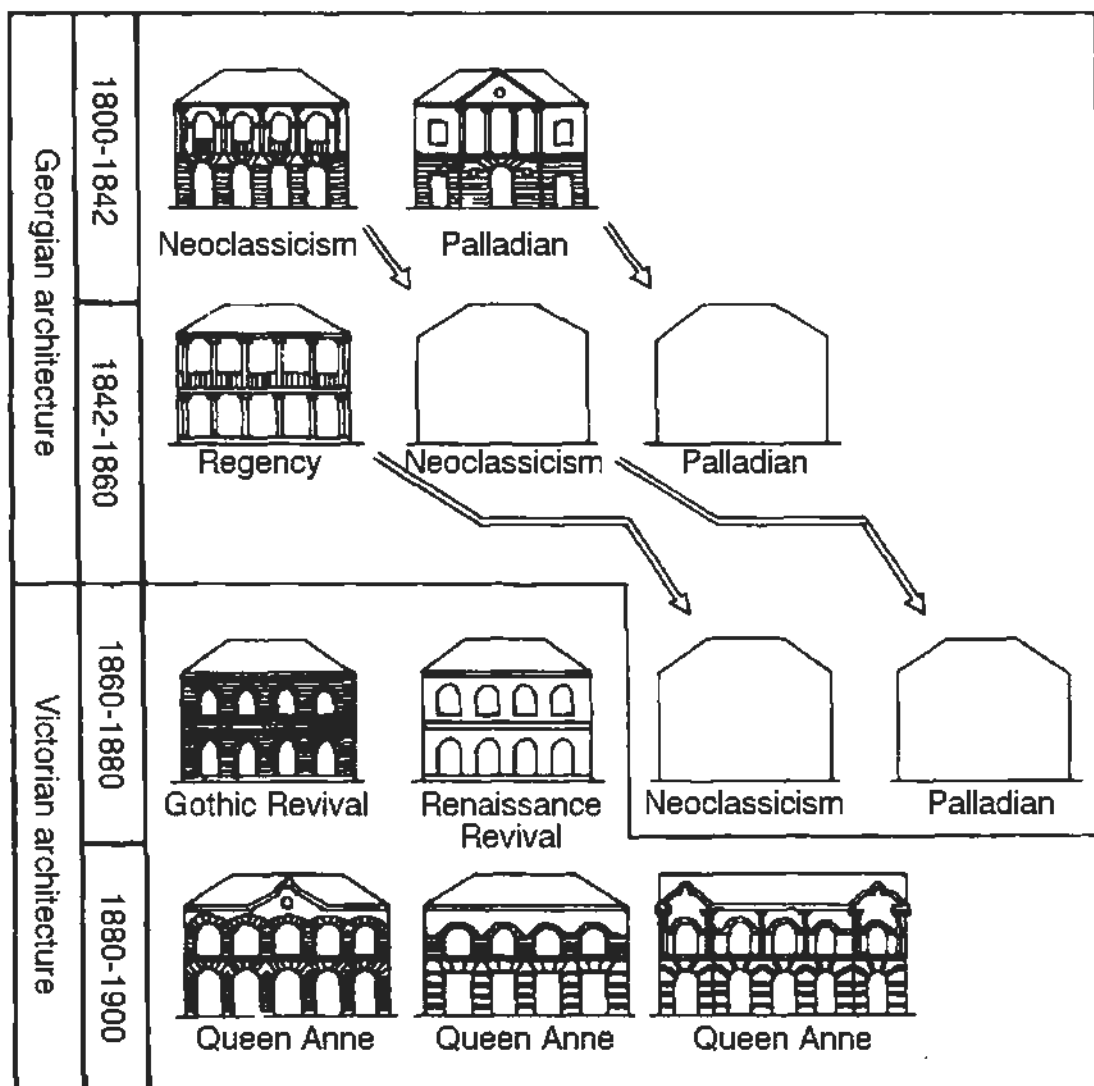 Georgian architecture
1800-1842
Neoclassicism
Palladian
1842-1860
Regency
Neoclassicism
Palladian
Victorian architecture
1860-1880
Gothic Revival
Renaissance
Revival
Neoclassicism
Palladian
1880-1900
Queen Anne
Queen Anne
Queen Anne